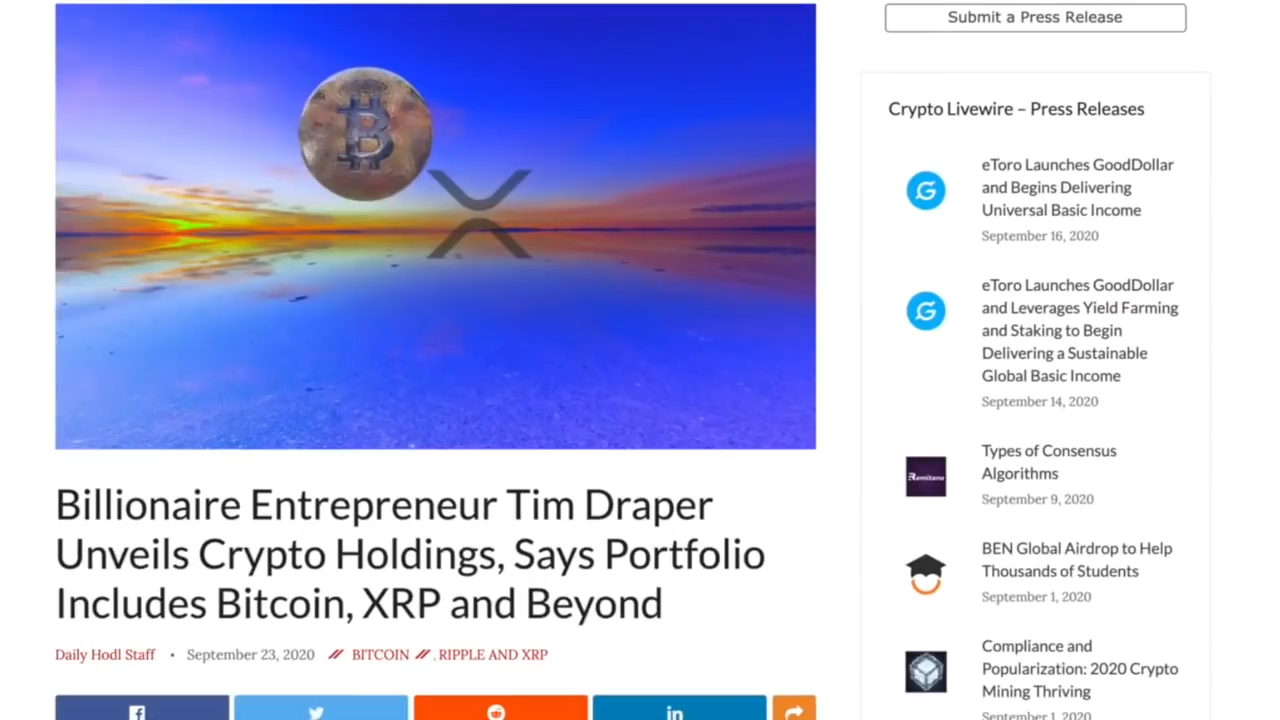 Submit a Press Release
Crypto Livewire – Press Releases
eToro Launches GoodDollar
and Begins Delivering
Universal Basic Income
September 16, 2020
eToro Launches GoodDollar
and Leverages Yield Farming
and Staking to Begin
Delivering a Sustainable
Global Basic Income
September 14, 2020
Types of Consensus
Algorithms
September 9, 2020
Remitano
BEN Global Airdrop to Help
Thousands of Students
September 1, 2020
Compliance and
Popularization: 2020 Crypto
Mining Thriving
September 1, 2020
Billionaire Entrepreneur Tim Draper
Unveils Crypto Holdings, Says Portfolio
Includes Bitcoin, XRP and Beyond
Daily Hodl Staff • September 23, 2020 // BITCOIN // , RIPPLE AND XRP